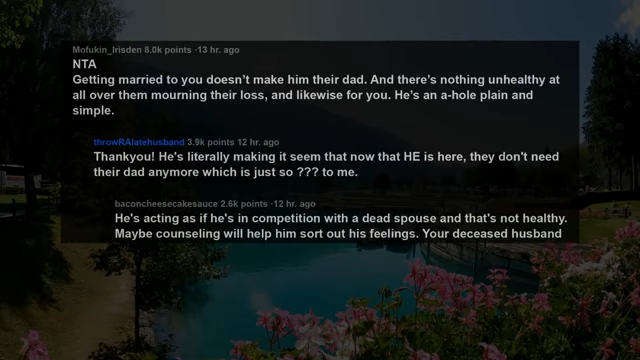 Mofukin_Irisden 8.0k points ·13 hr. ago
NTA
Getting married to you doesn't make him their dad. And there's nothing unhealthy at
all over them mourning their loss, and likewise for you. He's an a-hole plain and
simple.
throwRAlatehusband 3.9k points 12 hr. ago
Thankyou! He's literally making it seem that now that HE is here, they don't need
their dad anymore which is just so ??? to me.
baconcheesecakesauce 2.6k points ·12 hr. ago
He's acting as if he's in competition with a dead spouse and that's not healthy.
Maybe counseling will help him sort out his feelings. Your deceased husband